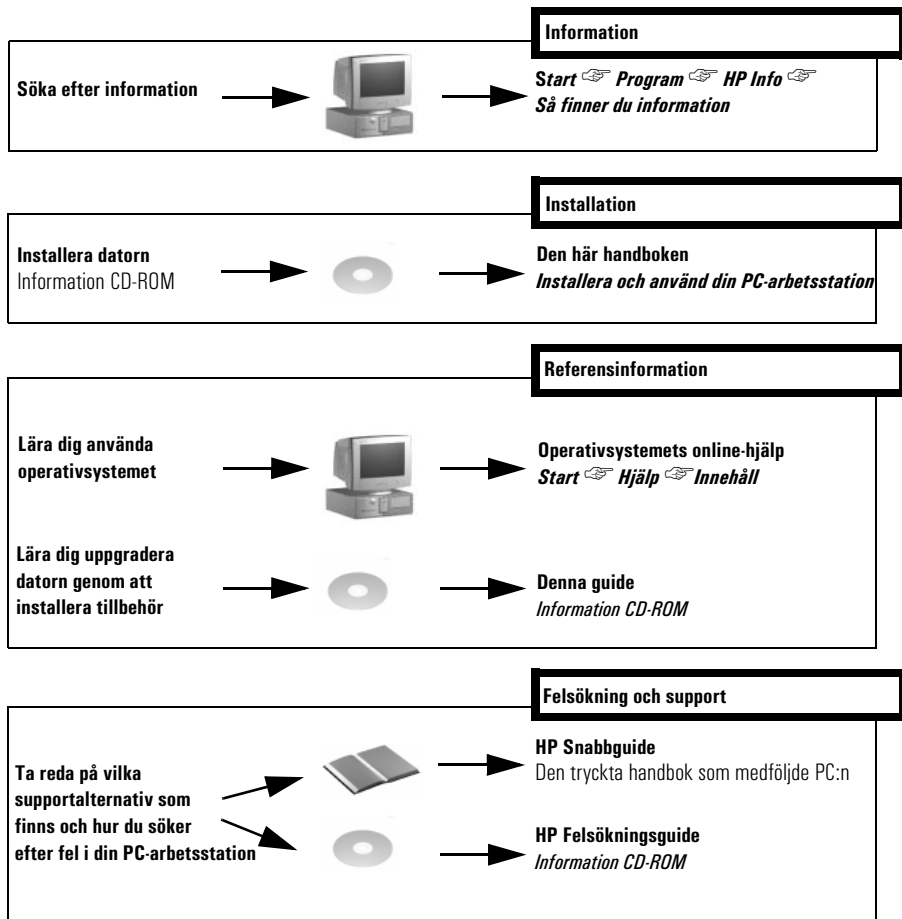 Information
Söka efter information
Start ☞ Program ☞ HP Info ☞
Så finner du information
Installation
Installera datorn
Information CD-ROM
Den här handboken
Installera och använd din PC-arbetsstation
Referensinformation
Lära dig använda
operativsystemet
Operativsystemets online-hjälp
Start ☞ Hjälp ☞ Innehåll
Lära dig uppgradera
datorn genom att
installera tillbehör
Denna guide
Information CD-ROM
Felsökning och support
Ta reda på vilka
supportalternativ som
finns och hur du söker
efter fel i din PC-arbetsstation
HP Snabbguide
Den tryckta handbok som medföljde PC:n
HP Felsökningsguide
Information CD-ROM